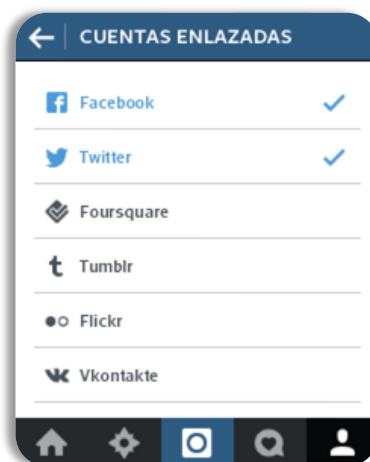 CUENTAS ENLAZADAS
Facebook
Twitter
Foursquare
Tumblr
Flickr
Vkontakte